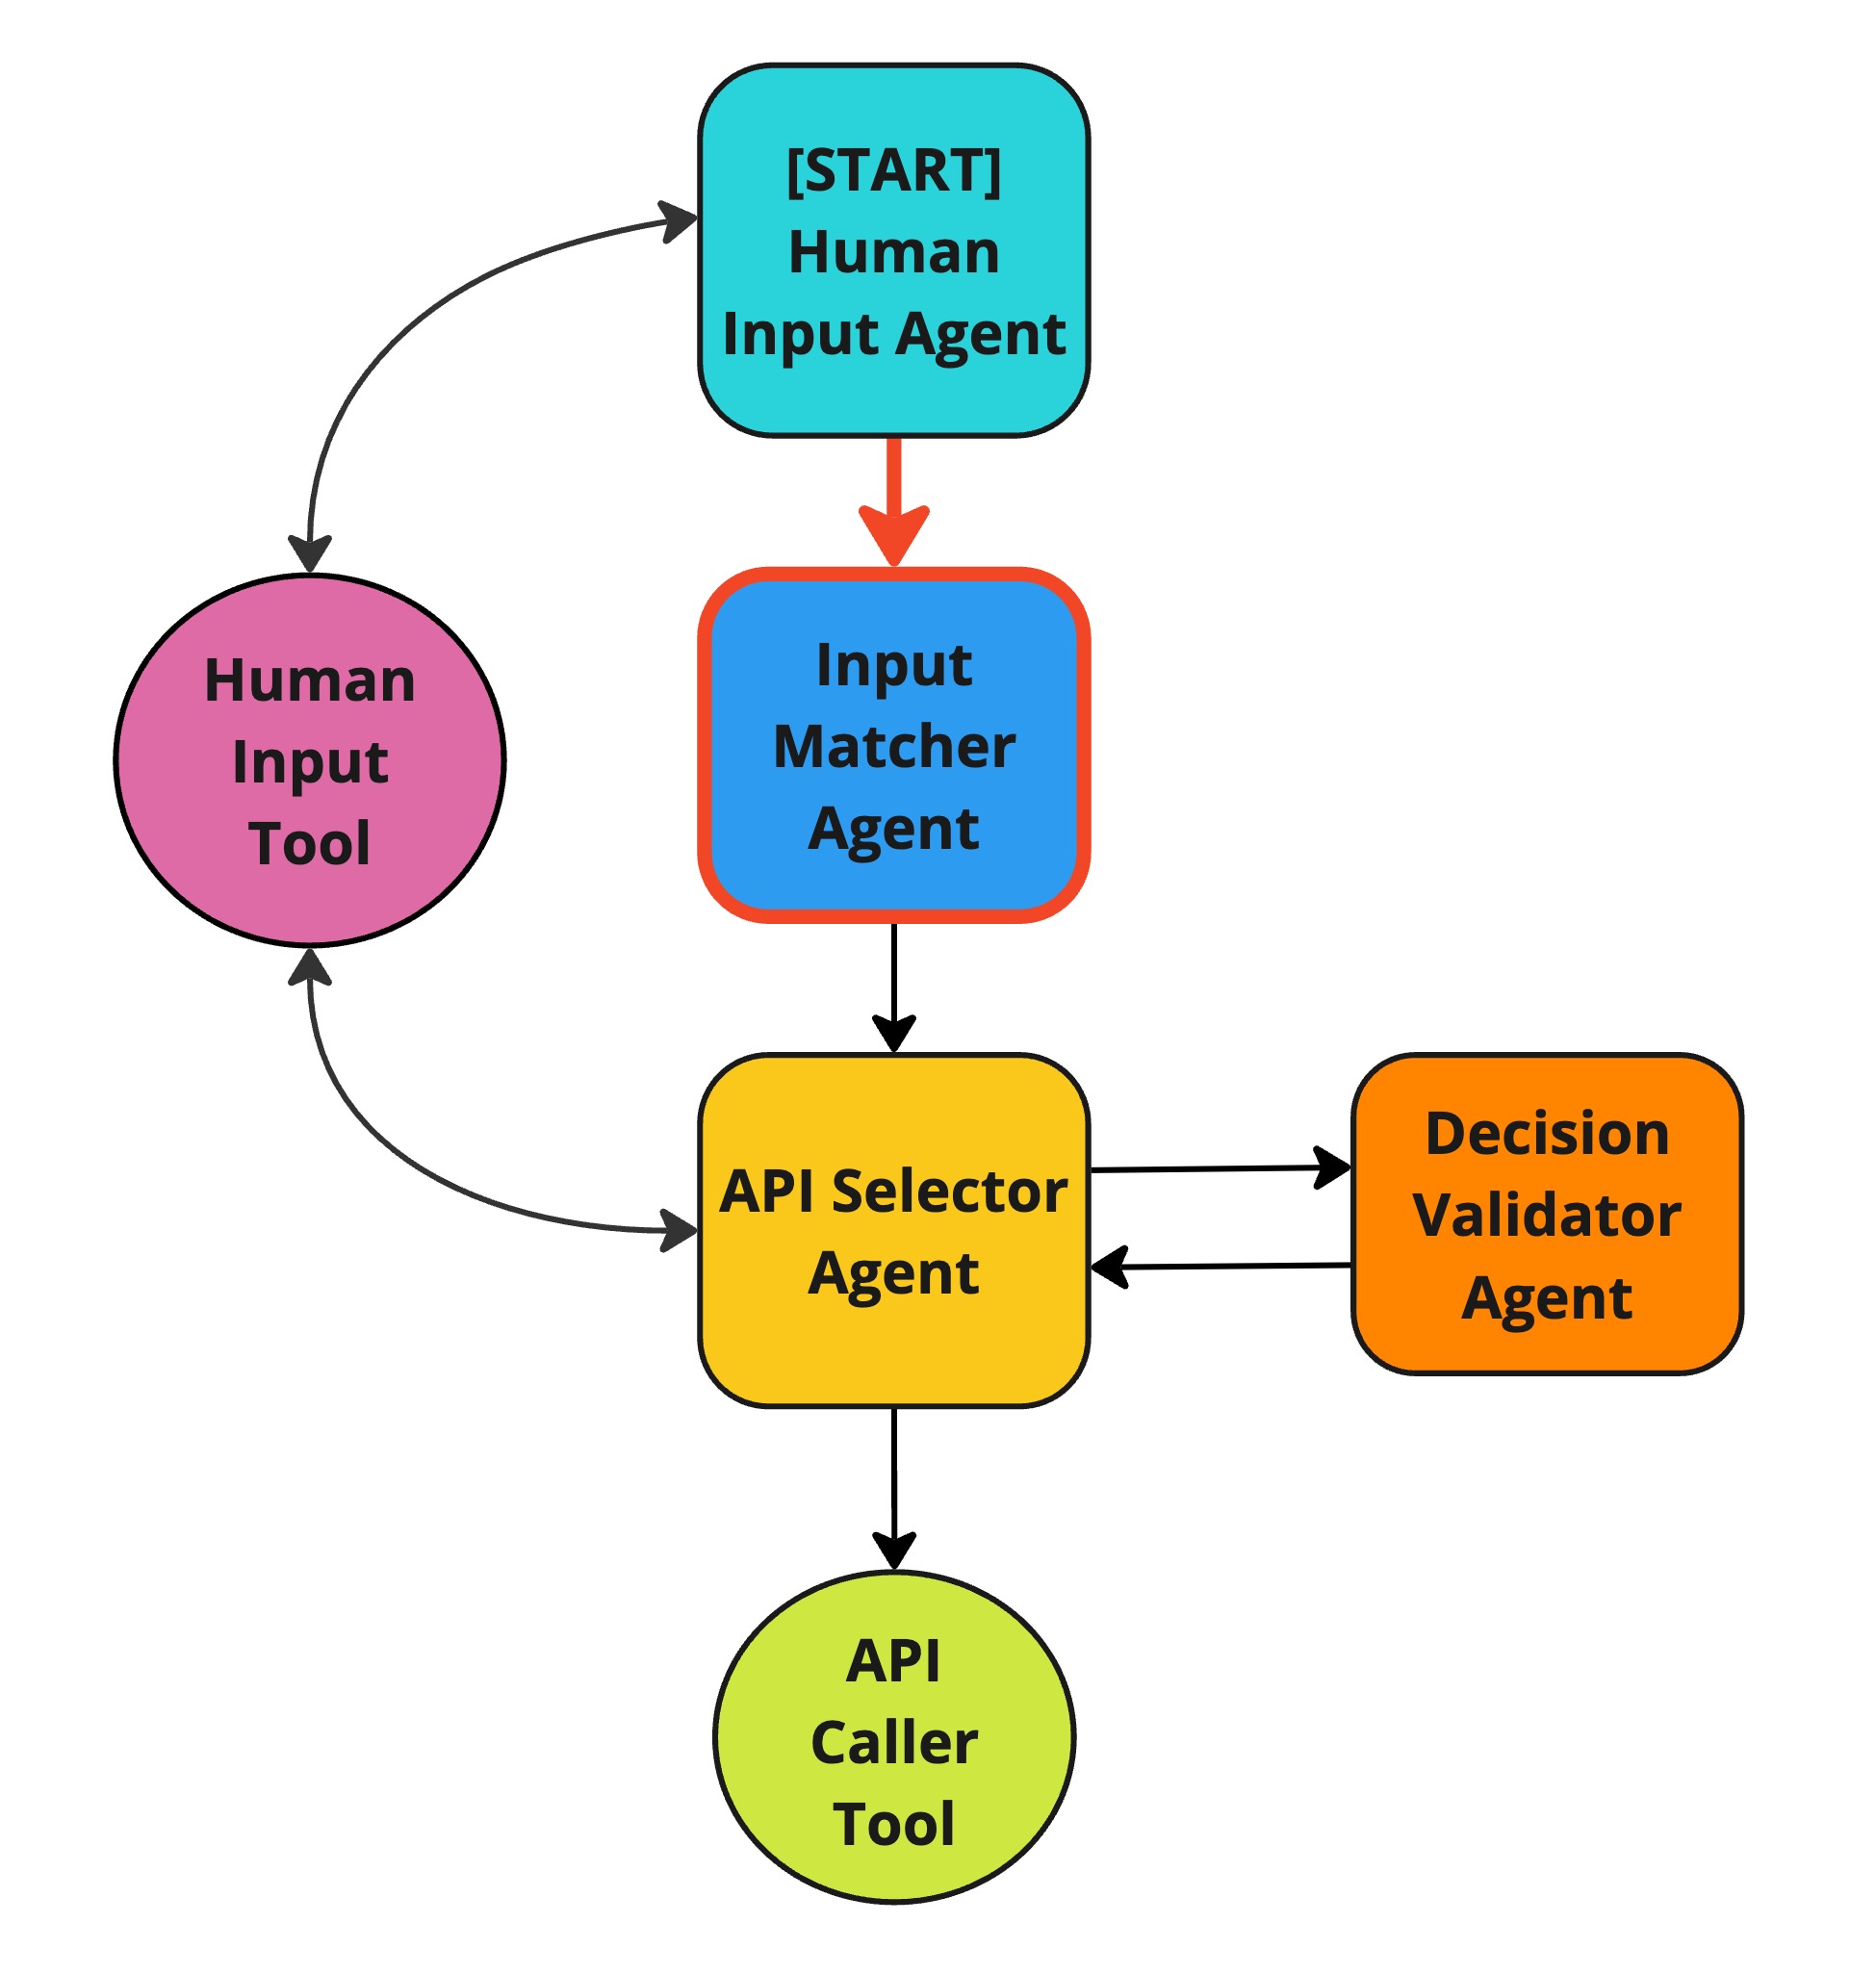 [START]
Human
Input Agent
Human
Input
Tool
Input
Matcher
Agent
API Selector
Agent
Decision
Validator
Agent
API
Caller
Tool